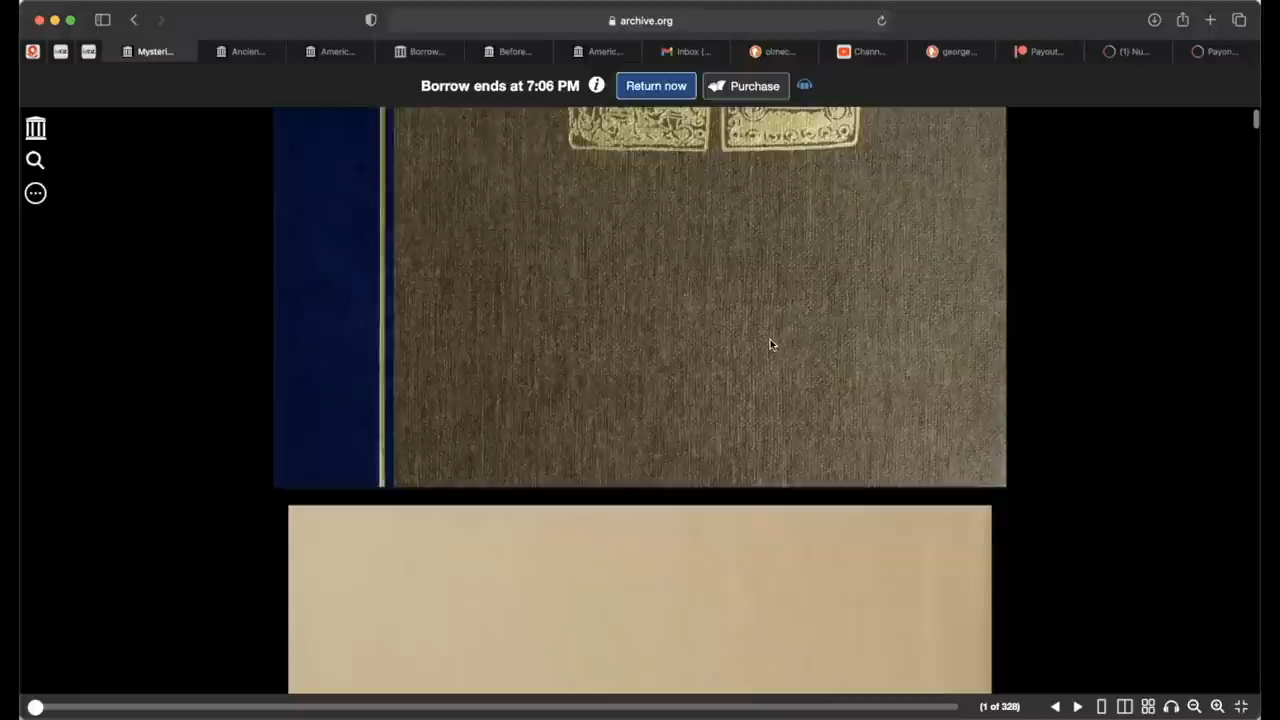 archive.org
Mysteri...
Ancien...
Americ...
Borrow...
Before...
Americ...
Inbox (...
olmec...
Chann...
george...
Payout...
(1) Nu...
Payon...
Borrow ends at 7:06 PM
Return now
Purchase
(1 of 328)